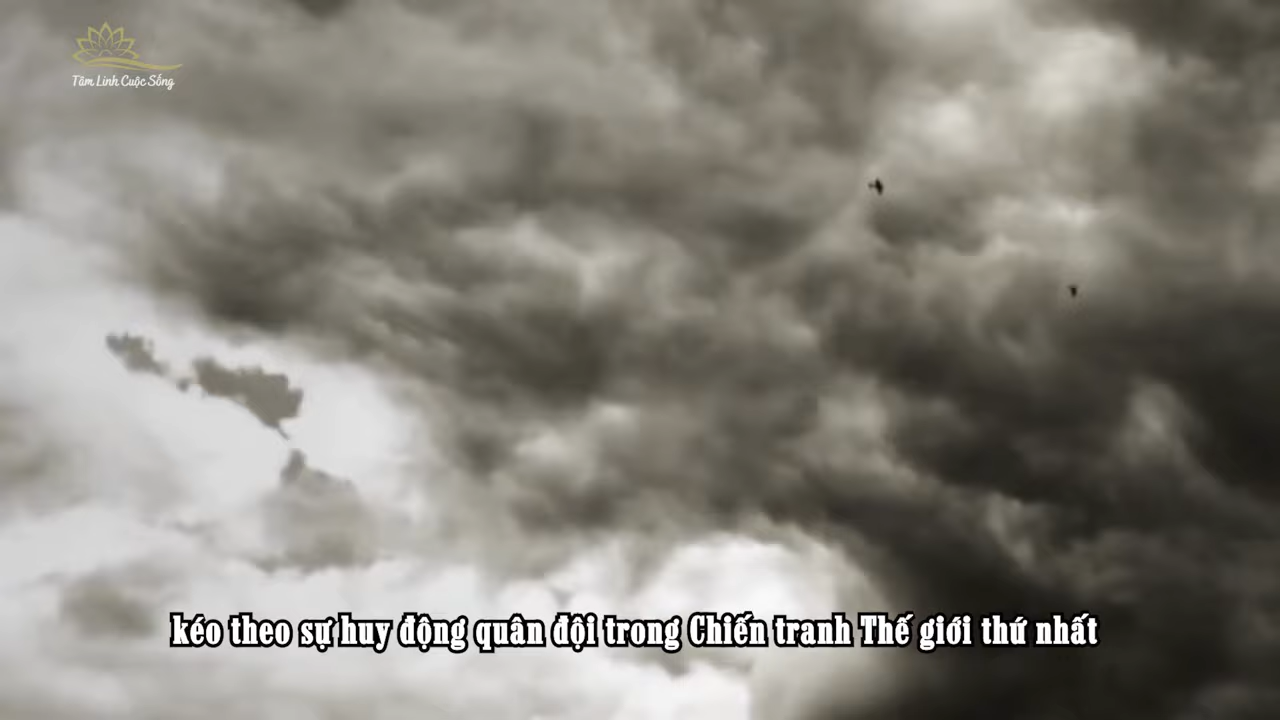 Tâm Linh Cuộc Sống
kéo theo sự huy động quân đội trong Chiến tranh Thế giới thứ nhất